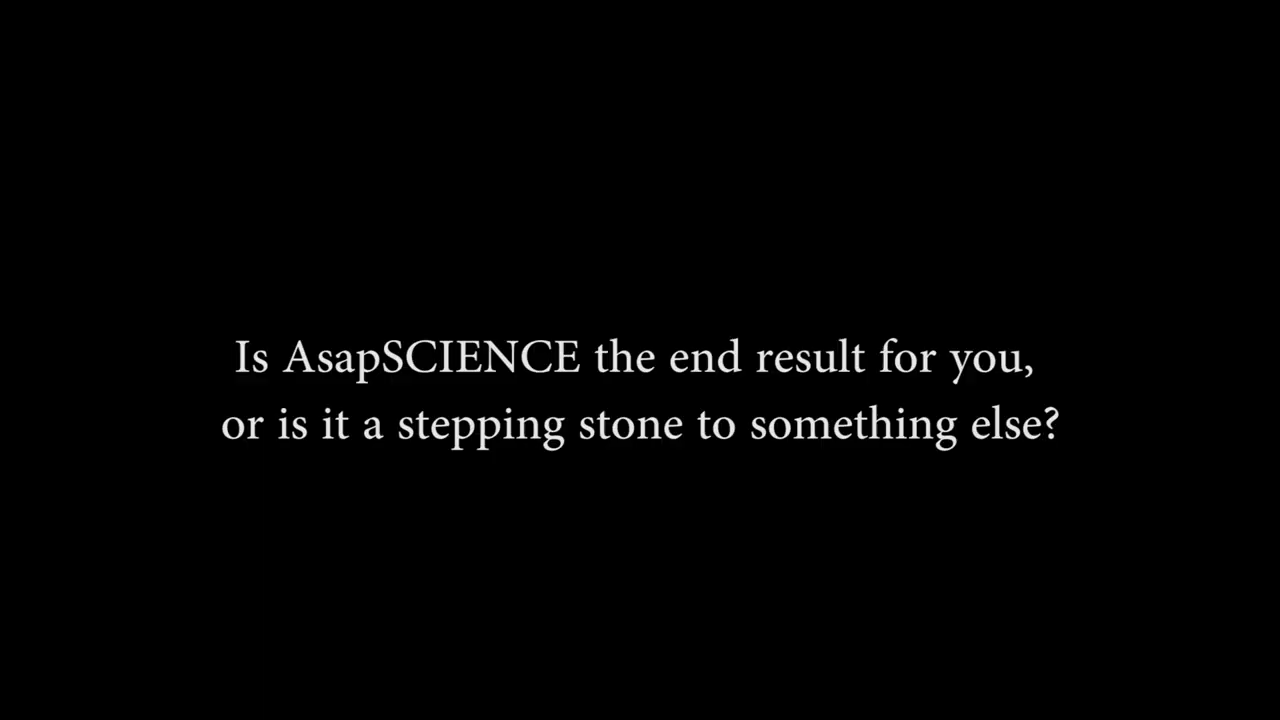 Is AsapSCIENCE the end result for you,
or is it a stepping stone to something else?